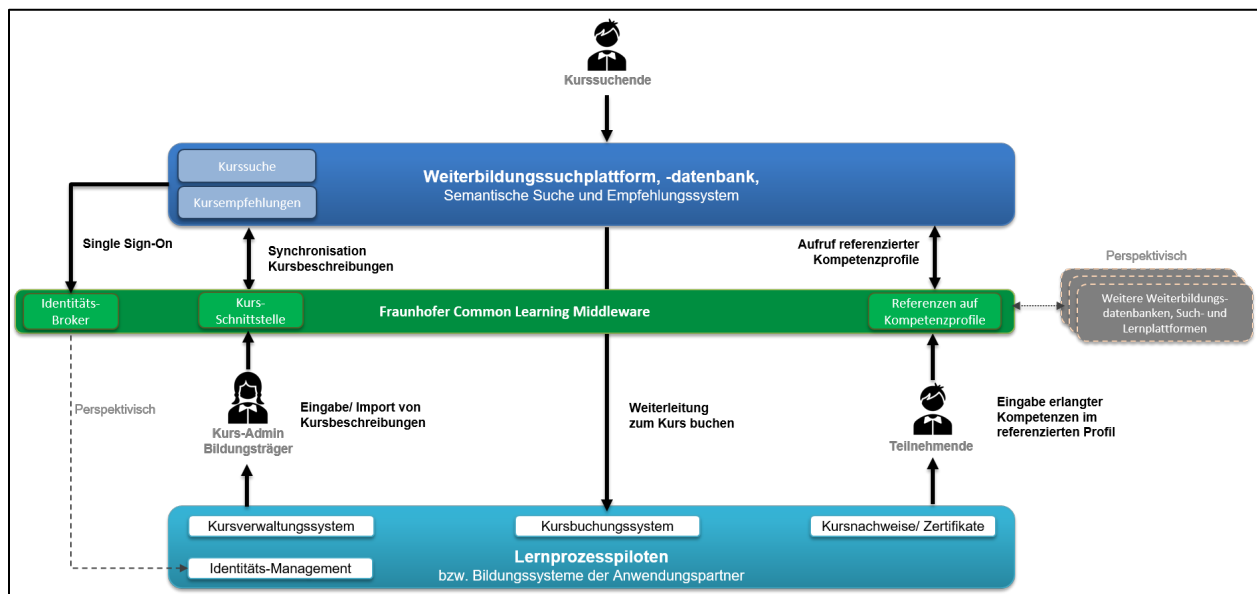 Kurssuchende
Kurssuche
Kursempfehlungen
Weiterbildungssuchplattform, -datenbank,
Semantische Suche und Empfehlungssystem
Single Sign-On
Synchronisation
Kursbeschreibungen
Aufruf referenzierter
Kompetenzprofile
Perspektivisch
Identitäts-
Broker
Kurs-
Schnittstelle
Fraunhofer Common Learning Middleware
Referenzen auf
Kompetenzprofile
Weitere Weiterbildungs-
datenbanken, Such- und
Lernplattformen
Perspektivisch
Kurs-Admin
Bildungsträger
Eingabe/ Import von
Kursbeschreibungen
Weiterleitung
zum Kurs buchen
Teilnehmende
Eingabe erlangter
Kompetenzen im
referenzierten Profil
Kursverwaltungssystem
Kursbuchungssystem
Kursnachweise/ Zertifikate
Identitäts-Management
Lernprozesspiloten
bzw. Bildungssysteme der Anwendungspartner